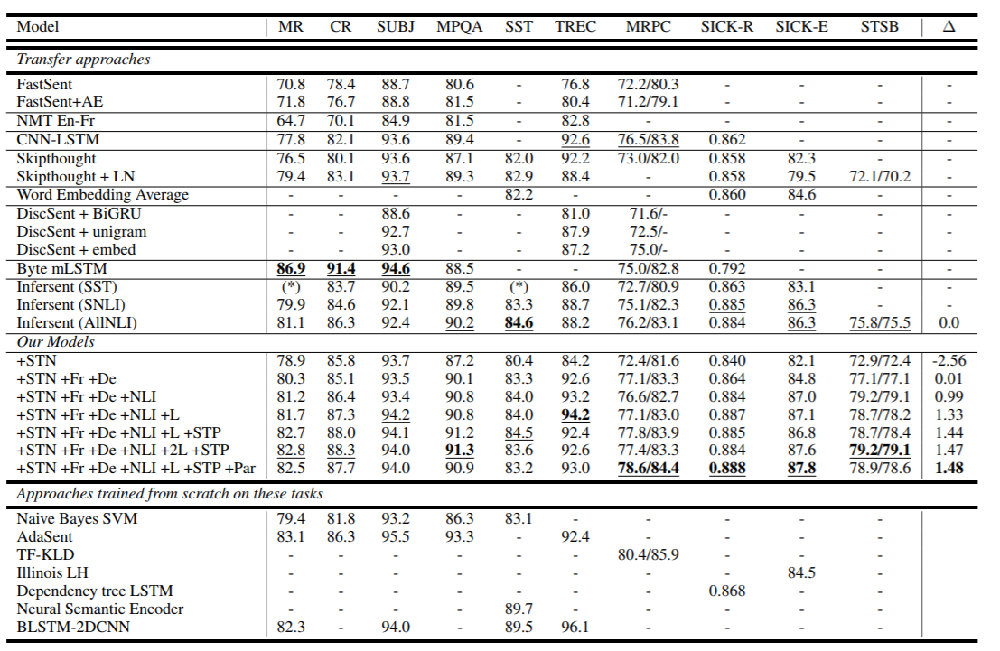 Model MR CR SUBJ MPQA SST TREC MRPC SICK-R SICK-E STSB Δ
Transfer approaches
FastSent 70.8 78.4 88.7 80.6 - 76.8 72.2/80.3 - - - -
FastSent+AE 71.8 76.7 88.8 81.5 - 80.4 71.2/79.1 - - - -
NMT En-Fr 64.7 70.1 84.9 81.5 - 82.8 - - - -
CNN-LSTM 77.8 82.1 93.6 89.4 - 92.6 76.5/83.8 0.862 - - -
Skipthought 76.5 80.1 93.6 87.1 82.0 92.2 73.0/82.0 0.858 82.3 - -
Skipthought + LN 79.4 83.1 93.7 89.3 82.9 88.4 - 0.858 79.5 72.1/70.2 -
Word Embedding Average - - - - 82.2 - - 0.860 84.6 - -
DiscSent + BiGRU - - 88.6 - - 81.0 71.6/- - - - -
DiscSent + unigram - - 92.7 - - 87.9 72.5/- - - - -
DiscSent + embed - - 93.0 - - 87.2 75.0/- - - - -
Byte mLSTM 86.9 91.4 94.6 88.5 - - 75.0/82.8 0.792 - - -
Infersent (SST) (*) 83.7 90.2 89.5 (*) 86.0 72.7/80.9 0.863 83.1 - -
Infersent (SNLI) 79.9 84.6 92.1 89.8 83.3 88.7 75.1/82.3 0.885 86.3 - -
Infersent (AllNLI) 81.1 86.3 92.4 90.2 84.6 88.2 76.2/83.1 0.884 86.3 75.8/75.5 0.0
Our Models
+STN 78.9 85.8 93.7 87.2 80.4 84.2 72.4/81.6 0.840 82.1 72.9/72.4 -2.56
+STN +Fr +De 80.3 85.1 93.5 90.1 83.3 92.6 77.1/83.3 0.864 84.8 77.1/77.1 0.01
+STN +Fr +De +NLI 81.2 86.4 93.4 90.8 84.0 93.2 76.6/82.7 0.884 87.0 79.2/79.1 0.99
+STN +Fr +De +NLI +L 81.7 87.3 94.2 90.8 84.0 94.2 77.1/83.0 0.887 87.1 78.7/78.2 1.33
+STN +Fr +De +NLI +L +STP 82.7 88.0 94.1 91.2 84.5 92.4 77.8/83.9 0.885 86.8 78.7/78.4 1.44
+STN +Fr +De +NLI +2L +STP 82.8 88.3 94.0 91.3 83.6 92.6 77.4/83.3 0.884 87.6 79.2/79.1 1.47
+STN +Fr +De +NLI +L +STP +Par 82.5 87.7 94.0 90.9 83.2 93.0 78.6/84.4 0.888 87.8 78.9/78.6 1.48
Approaches trained from scratch on these tasks
Naive Bayes SVM 79.4 81.8 93.2 86.3 83.1 - - - - -
AdaSent 83.1 86.3 95.5 93.3 - 92.4 - - - -
TF-KLD - - - - - - 80.4/85.9 - - -
Illinois LH - - - - - - - - 84.5 -
Dependency tree LSTM - - - - - - - 0.868 - -
Neural Semantic Encoder - - - - 89.7 - - - - -
BLSTM-2DCNN 82.3 - 94.0 - 89.5 96.1 - - - -